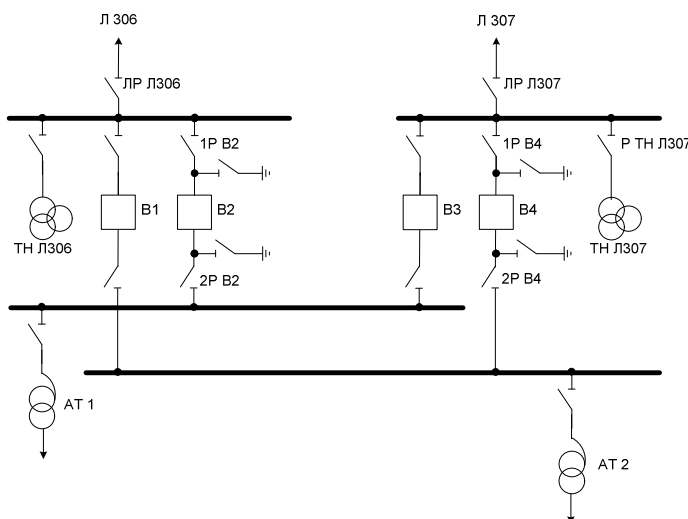 Л 306
Л 307
ЛР Л306
ЛР Л307
1Р В2
1Р В4
Р ТН Л307
В1
В2
В3
В4
ТН Л306
ТН Л307
2Р В2
2Р В4
АТ 1
АТ 2